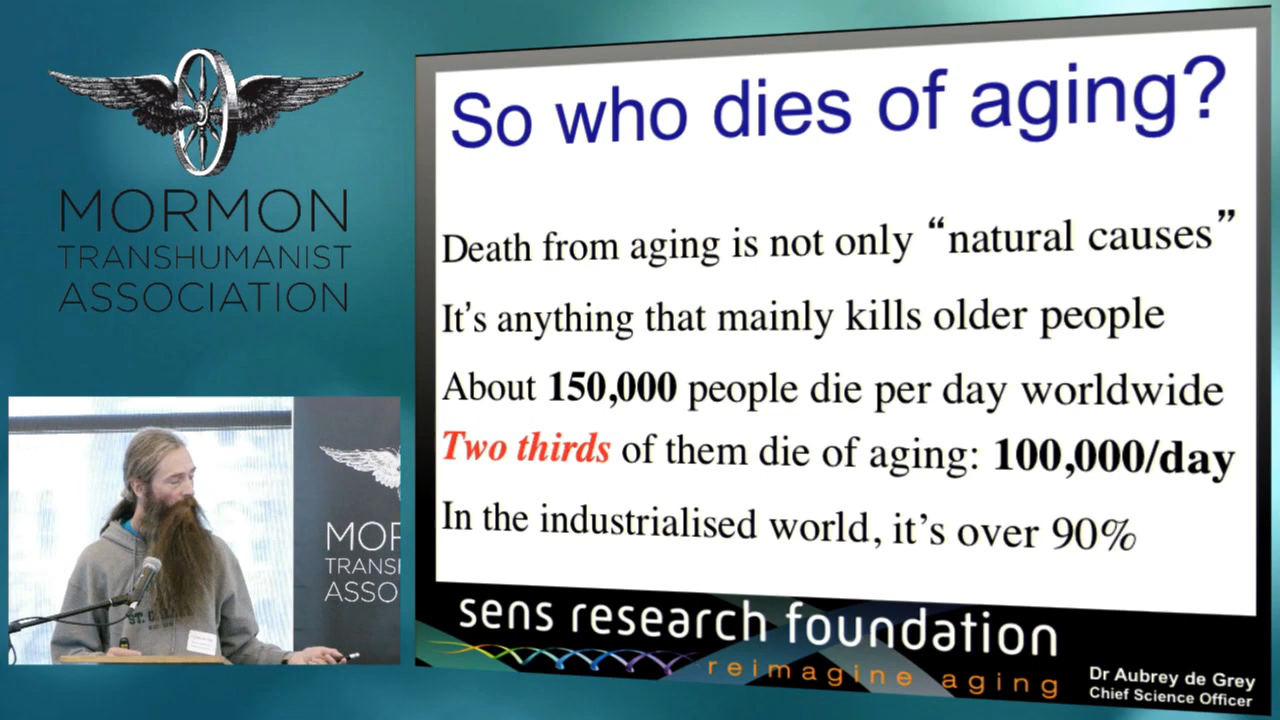 MORMON
TRANSHUMANIST
ASSOCIATION
So who dies of aging?
Death from aging is not only “natural causes”
It’s anything that mainly kills older people
About 150,000 people die per day worldwide
Two thirds of them die of aging: 100,000/day
In the industrialised world, it’s over 90%
sens research foundation
reimagine aging
Dr Aubrey de Grey
Chief Science Officer
MOR
TRANS
ASSO